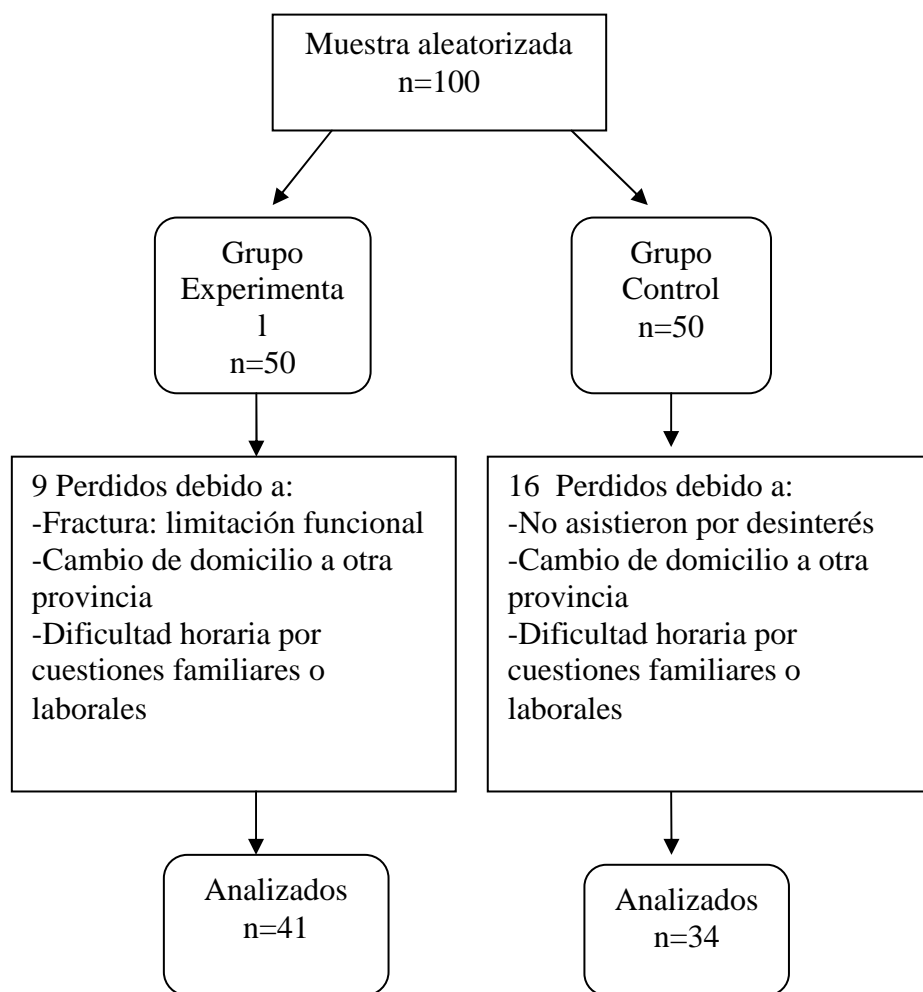 Muestra aleatorizada
n=100
Grupo
Experimenta
l
n=50
Grupo
Control
n=50
9 Perdidos debido a:
-Fractura: limitación funcional
-Cambio de domicilio a otra
provincia
-Dificultad horaria por
cuestiones familiares o
laborales
16 Perdidos debido a:
-No asistieron por desinterés
-Cambio de domicilio a otra
provincia
-Dificultad horaria por
cuestiones familiares o
laborales
Analizados
n=41
Analizados
n=34